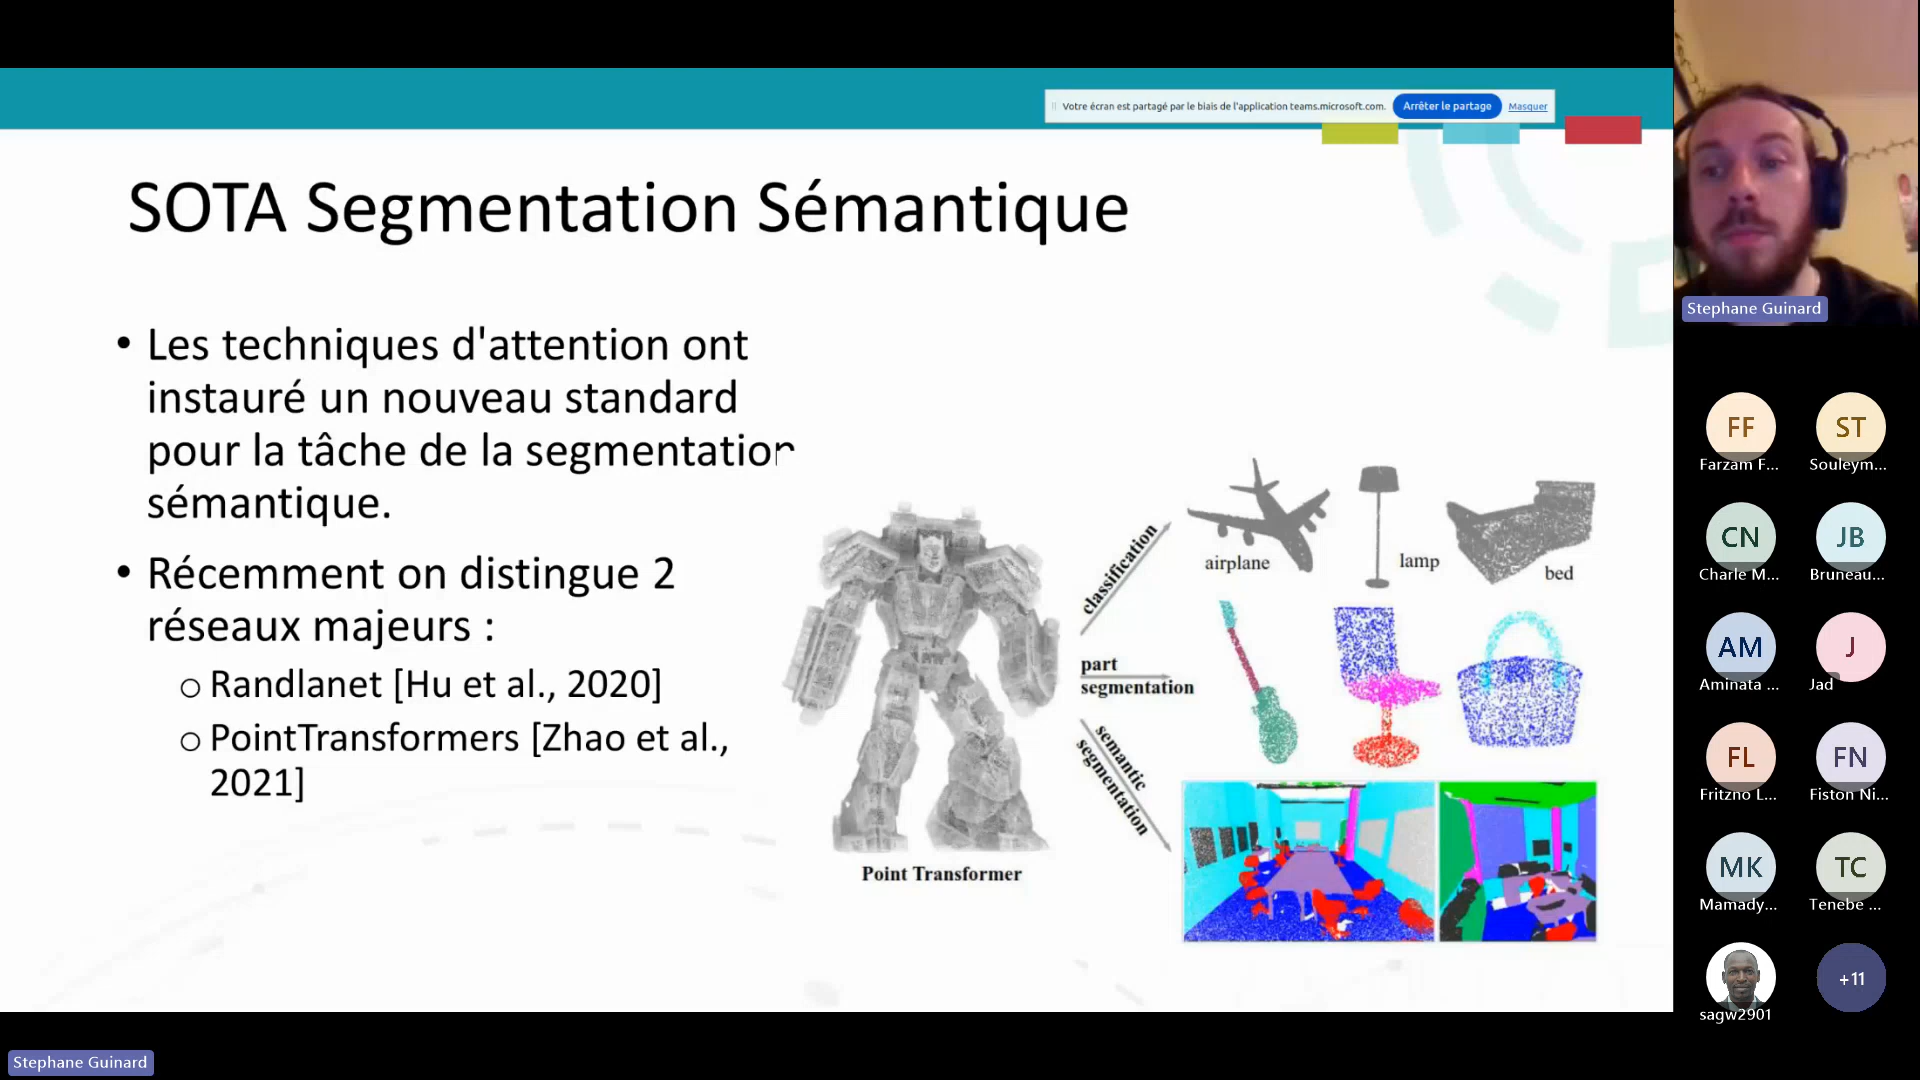 Votre écran est partagé par le biais de l'application teams.microsoft.com.
Arrêter le partage
Masquer
SOTA Segmentation Sémantique
• Les techniques d'attention ont
instauré un nouveau standard
pour la tâche de la segmentation
sémantique.
• Récemment on distingue 2
réseaux majeurs :
o Randlanet [Hu et al., 2020]
o PointTransformers [Zhao et al.,
2021]
Point Transformer
classification
airplane
lamp
bed
part
segmentation
semantic
segmentation
Stephane Guinard
FF
Farzam F...
ST
Souleym...
CN
Charle M...
JB
Bruneau...
AM
Aminata ...
J
Jad
FL
Fritzno L...
FN
Fiston Ni...
MK
Mamady...
TC
Tenebe ...
sagw2901
+11
Stephane Guinard